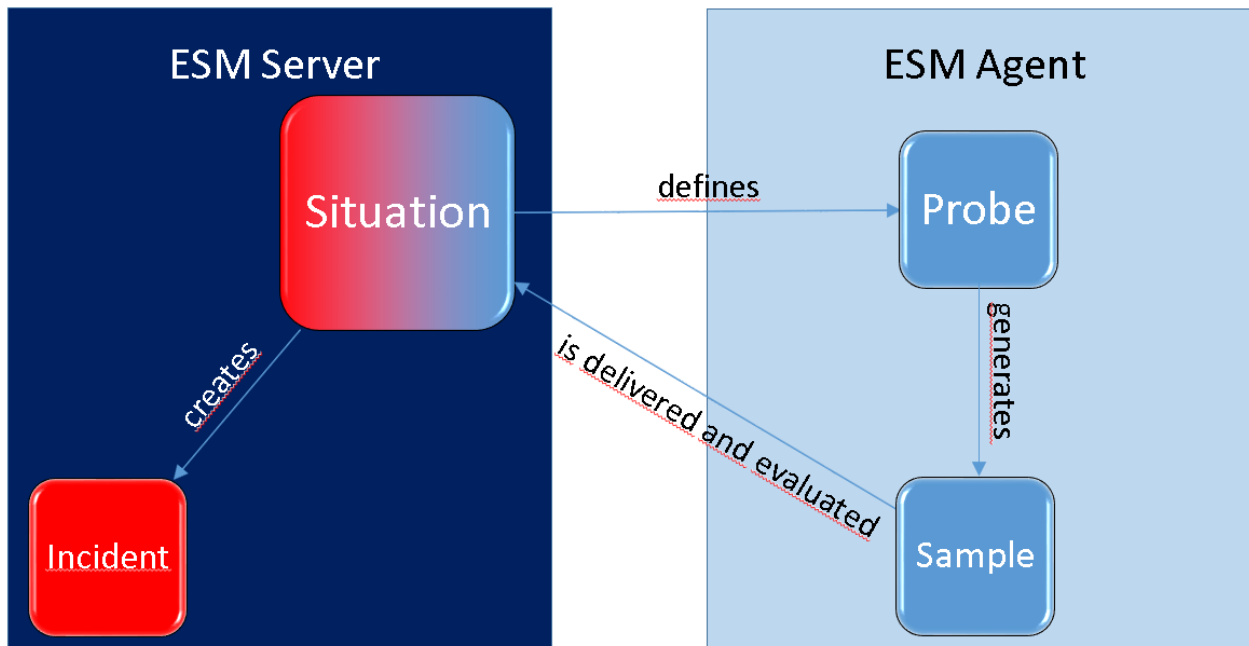 ESM Server
ESM Agent
Situation
defines
Probe
generates
is delivered and evaluated
creates
Incident
Sample